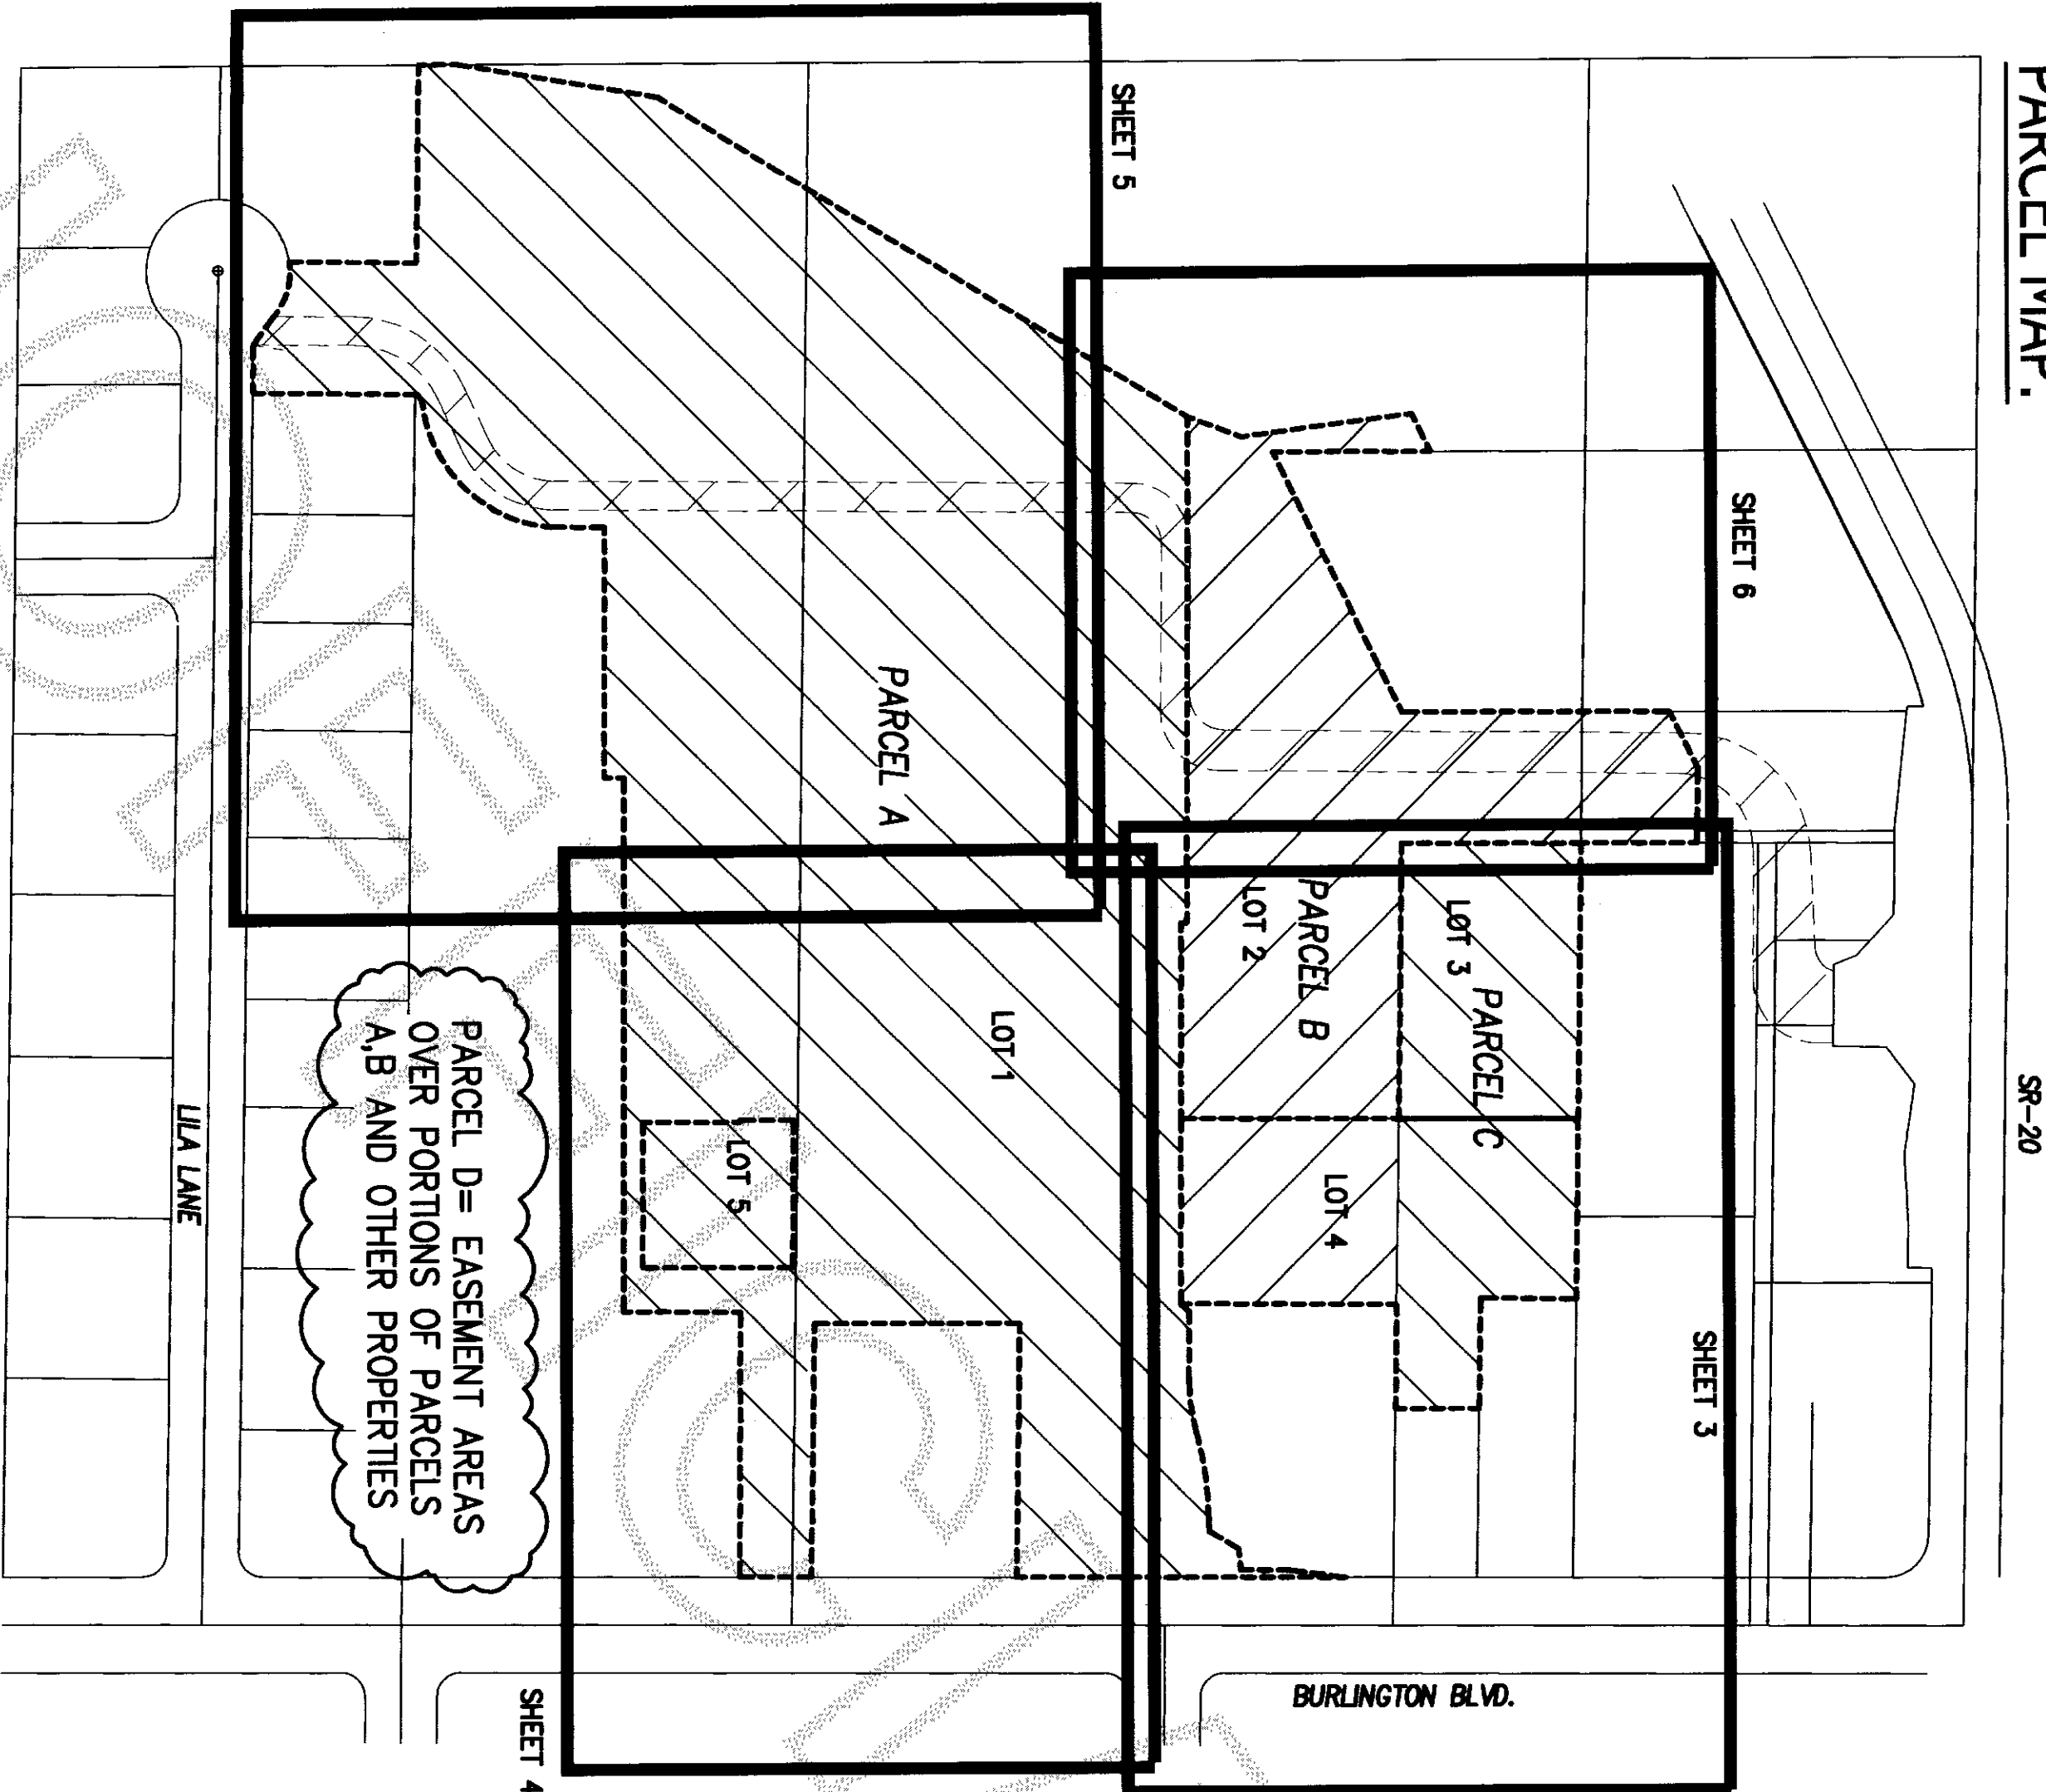 PARCEL MAP.
SR-20
SHEET 6
SHEET 3
SHEET 5
LOT 3
PARCEL C
PARCEL B
LOT 2
LOT 4
PARCEL A
LOT 1
LOT 5
BURLINGTON BLVD.
SHEET 4
PARCEL D= EASEMENT AREAS
OVER PORTIONS OF PARCELS
A,B AND OTHER PROPERTIES
LILA LANE